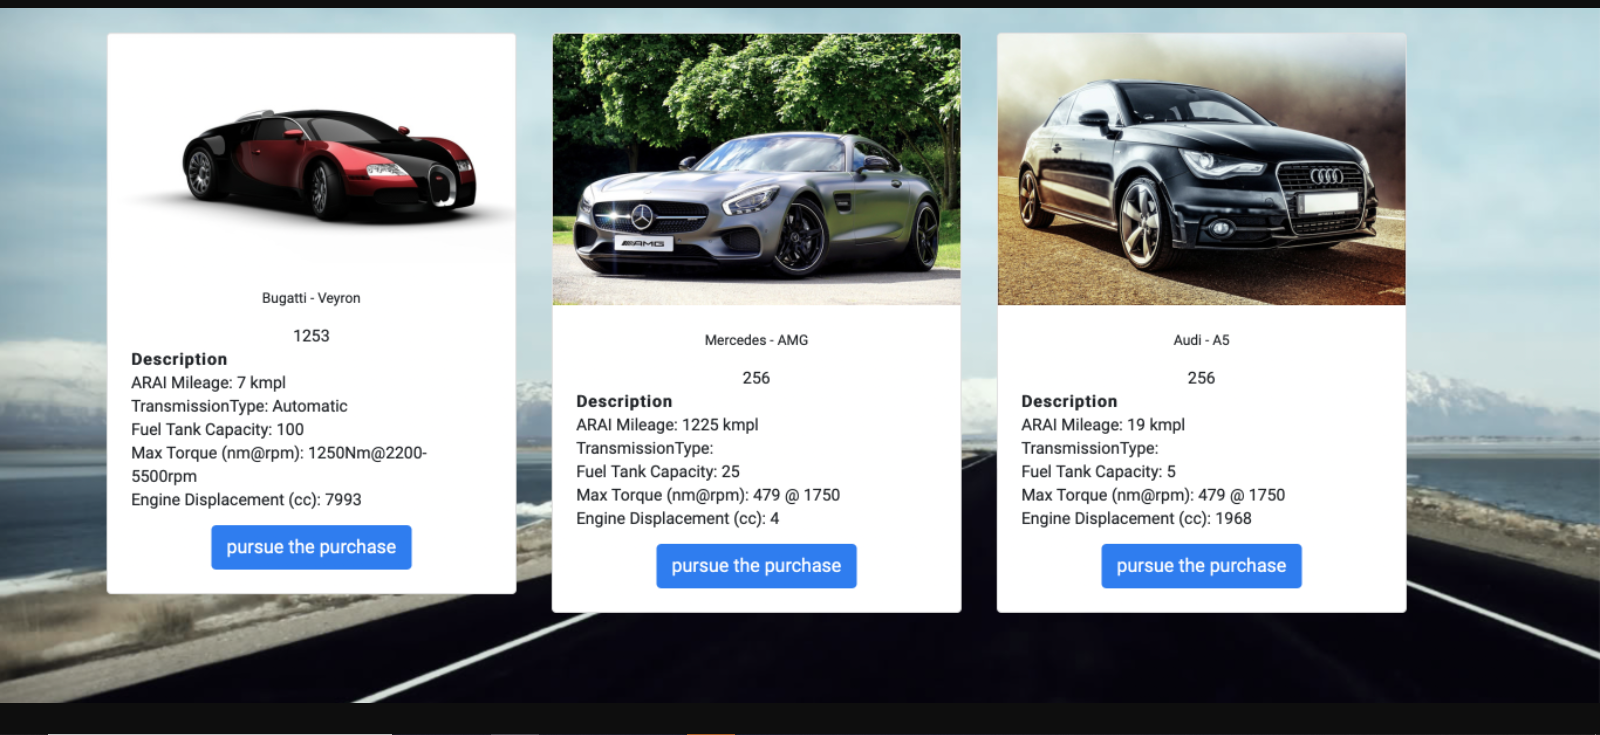 Bugatti - Veyron
1253
Description
ARAI Mileage: 7 kmpl
TransmissionType: Automatic
Fuel Tank Capacity: 100
Max Torque (nm@rpm): 1250Nm@2200-
5500rpm
Engine Displacement (cc): 7993
pursue the purchase
AMG
Mercedes - AMG
256
Description
ARAI Mileage: 1225 kmpl
TransmissionType:
Fuel Tank Capacity: 25
Max Torque (nm@rpm): 479 @ 1750
Engine Displacement (cc): 4
pursue the purchase
Audi - A5
256
Description
ARAI Mileage: 19 kmpl
TransmissionType:
Fuel Tank Capacity: 5
Max Torque (nm@rpm): 479 @ 1750
Engine Displacement (cc): 1968
pursue the purchase